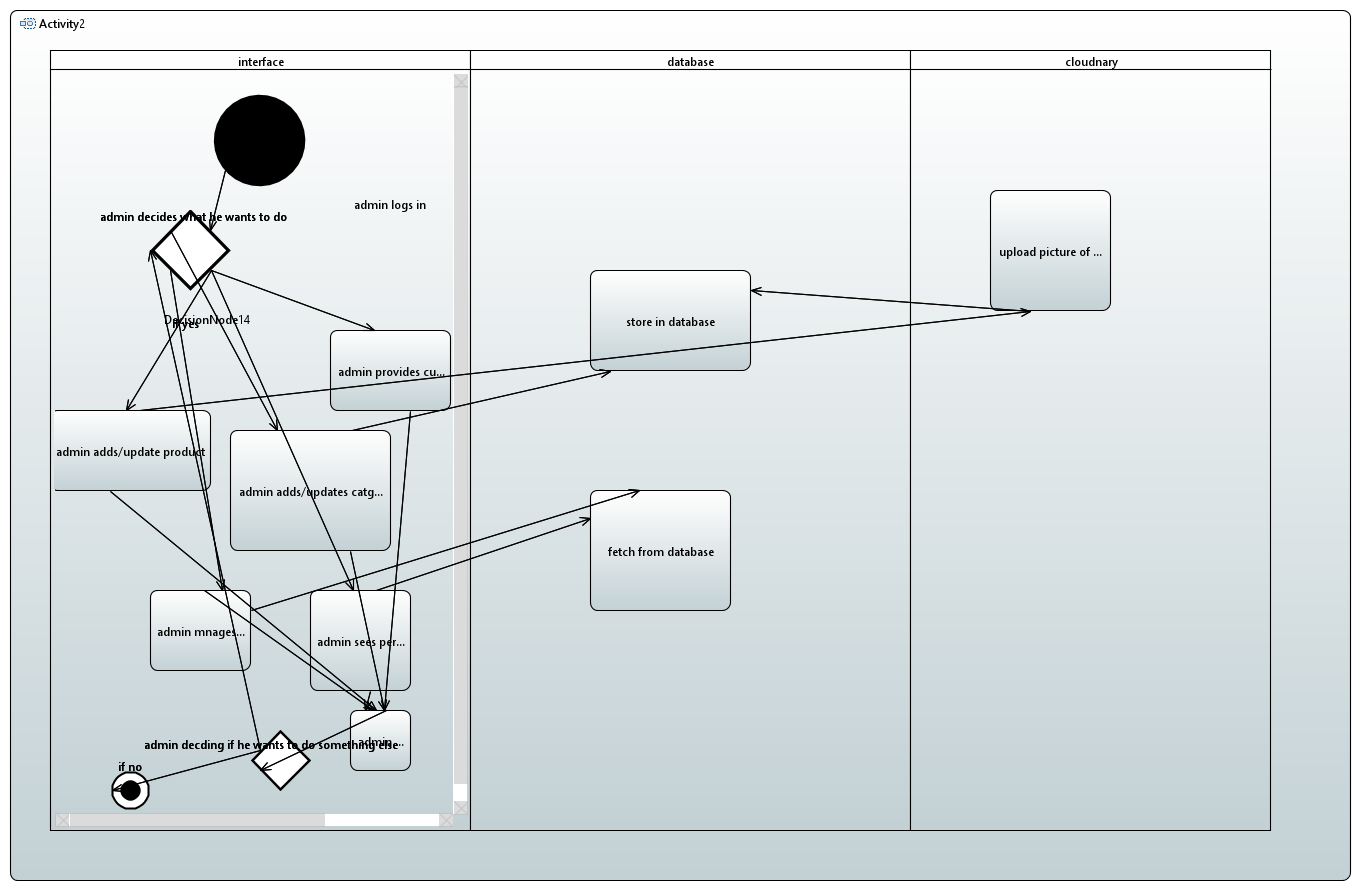 Activity2
interface
database
cloudnary
admin logs in
admin decides what he wants to do
upload picture of ...
DecisionNode14
if yes
store in database
admin provides cu...
admin adds/update product
admin adds/updates catg...
fetch from database
admin mnages...
admin sees per...
admin ...
admin decding if he wants to do something else
if no